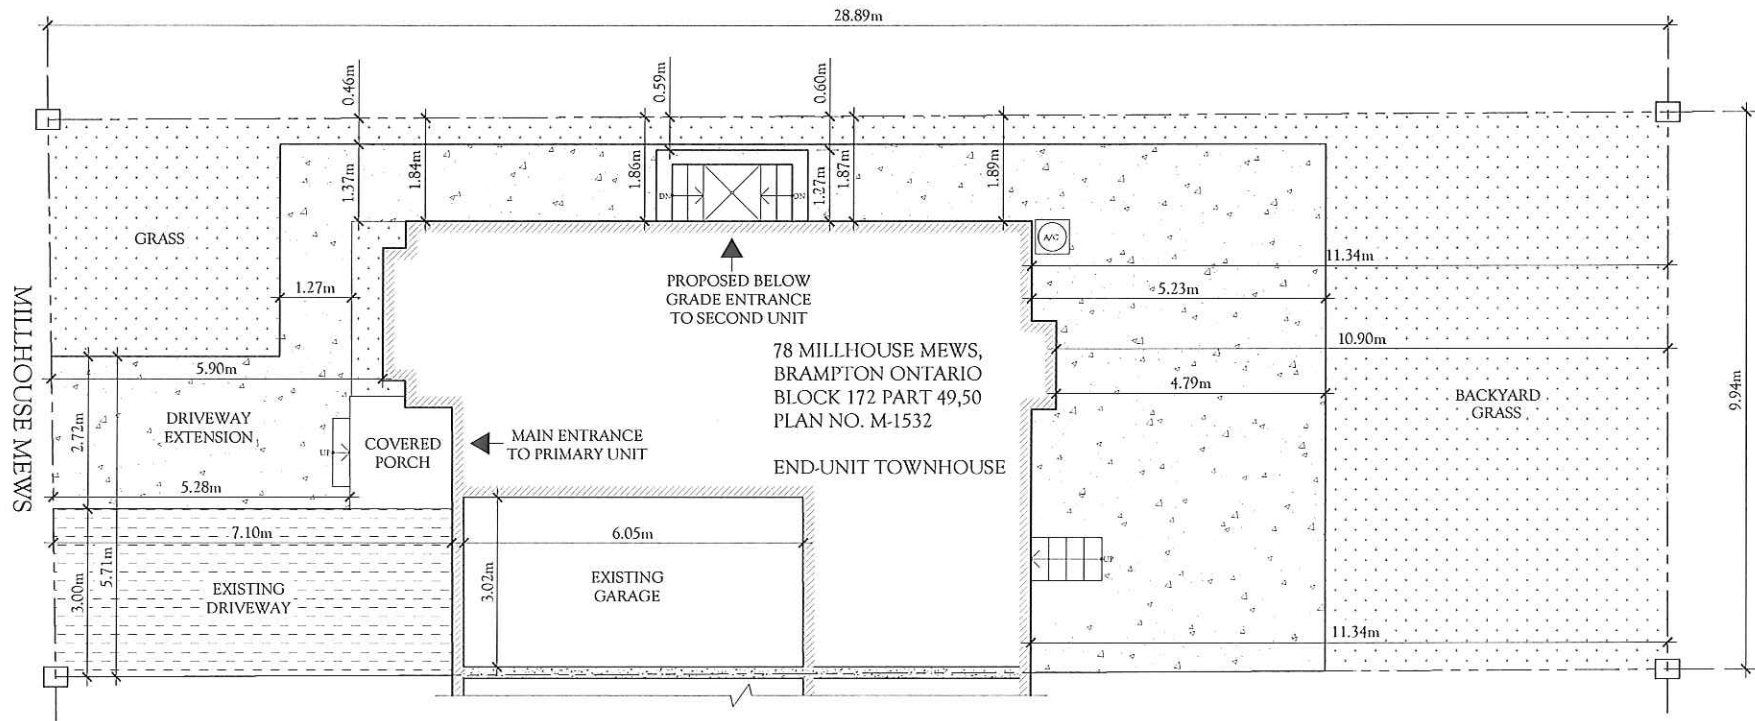 28.89m
0.46m
0.59m
0.60m
1.37m
1.84m
1.86m
1.27m
1.87m
1.89m
DN
DN
GRASS
A/C
11.34m
PROPOSED BELOW
GRADE ENTRANCE
TO SECOND UNIT
1.27m
5.23m
MILLHOUSE MEWS
78 MILLHOUSE MEWS,
BRAMPTON ONTARIO
BLOCK 172 PART 49,50
PLAN NO. M-1532
END-UNIT TOWNHOUSE
10.90m
5.90m
4.79m
9.94m
BACKYARD
GRASS
2.72m
DRIVEWAY
EXTENSION
UP
COVERED
PORCH
MAIN ENTRANCE
TO PRIMARY UNIT
5.28m
7.10m
6.05m
3.00m
5.71m
EXISTING
DRIVEWAY
3.02m
EXISTING
GARAGE
UP
11.34m